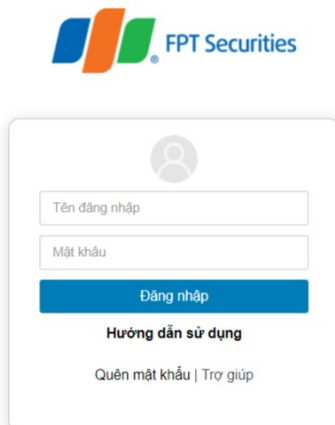 FPT Securities
Tên đăng nhập
Mật khẩu
Đăng nhập
Hướng dẫn sử dụng
Quên mật khẩu | Trợ giúp